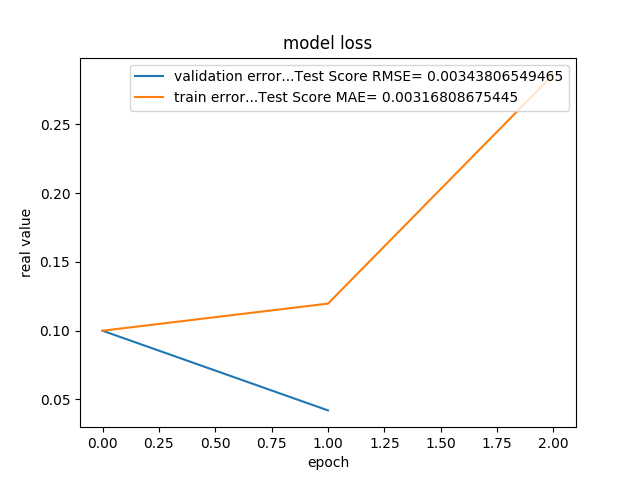 model loss
validation error...Test Score RMSE= 0.00343806549465
train error...Test Score MAE= 0.00316808675445
real value
0.25
0.20
0.15
0.10
0.05
0.00 0.25 0.50 0.75 1.00 1.25 1.50 1.75 2.00
epoch